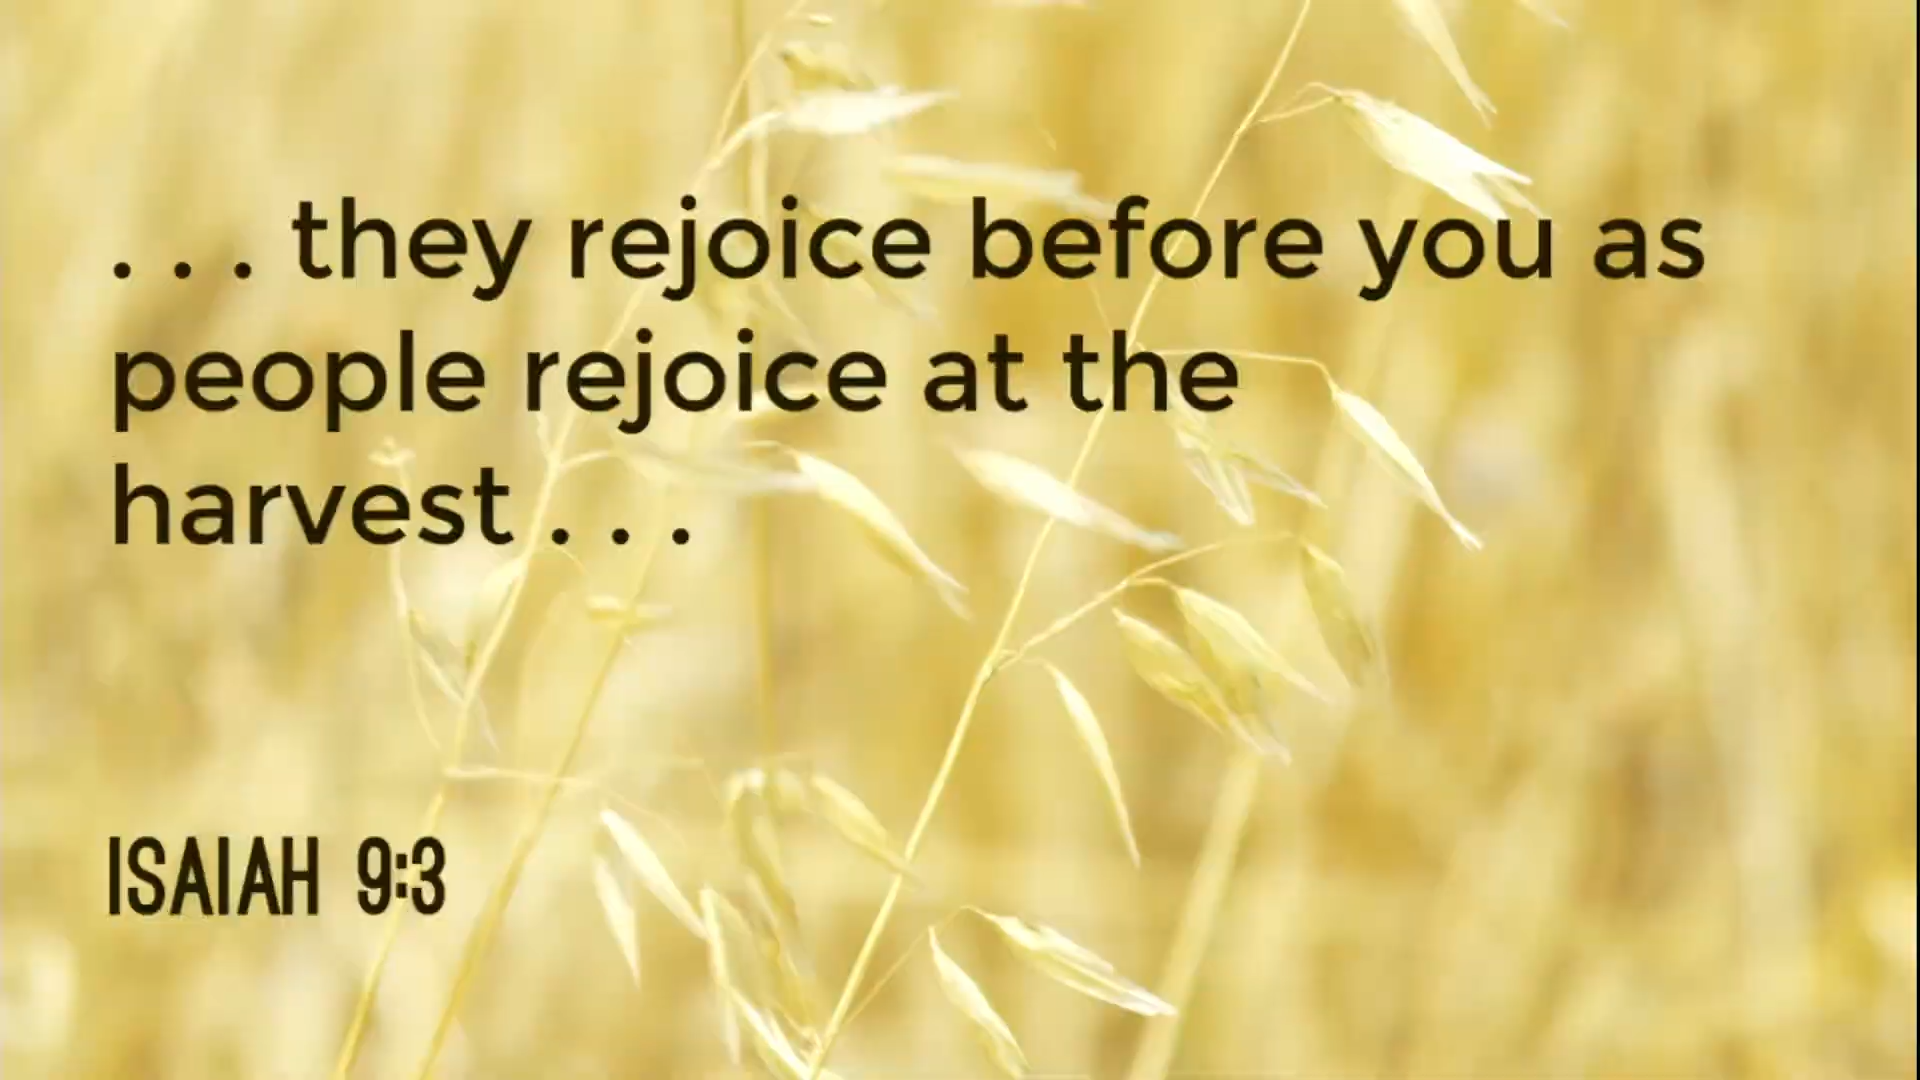 . . . they rejoice before you as
people rejoice at the
harvest . . .
ISAIAH 9:3